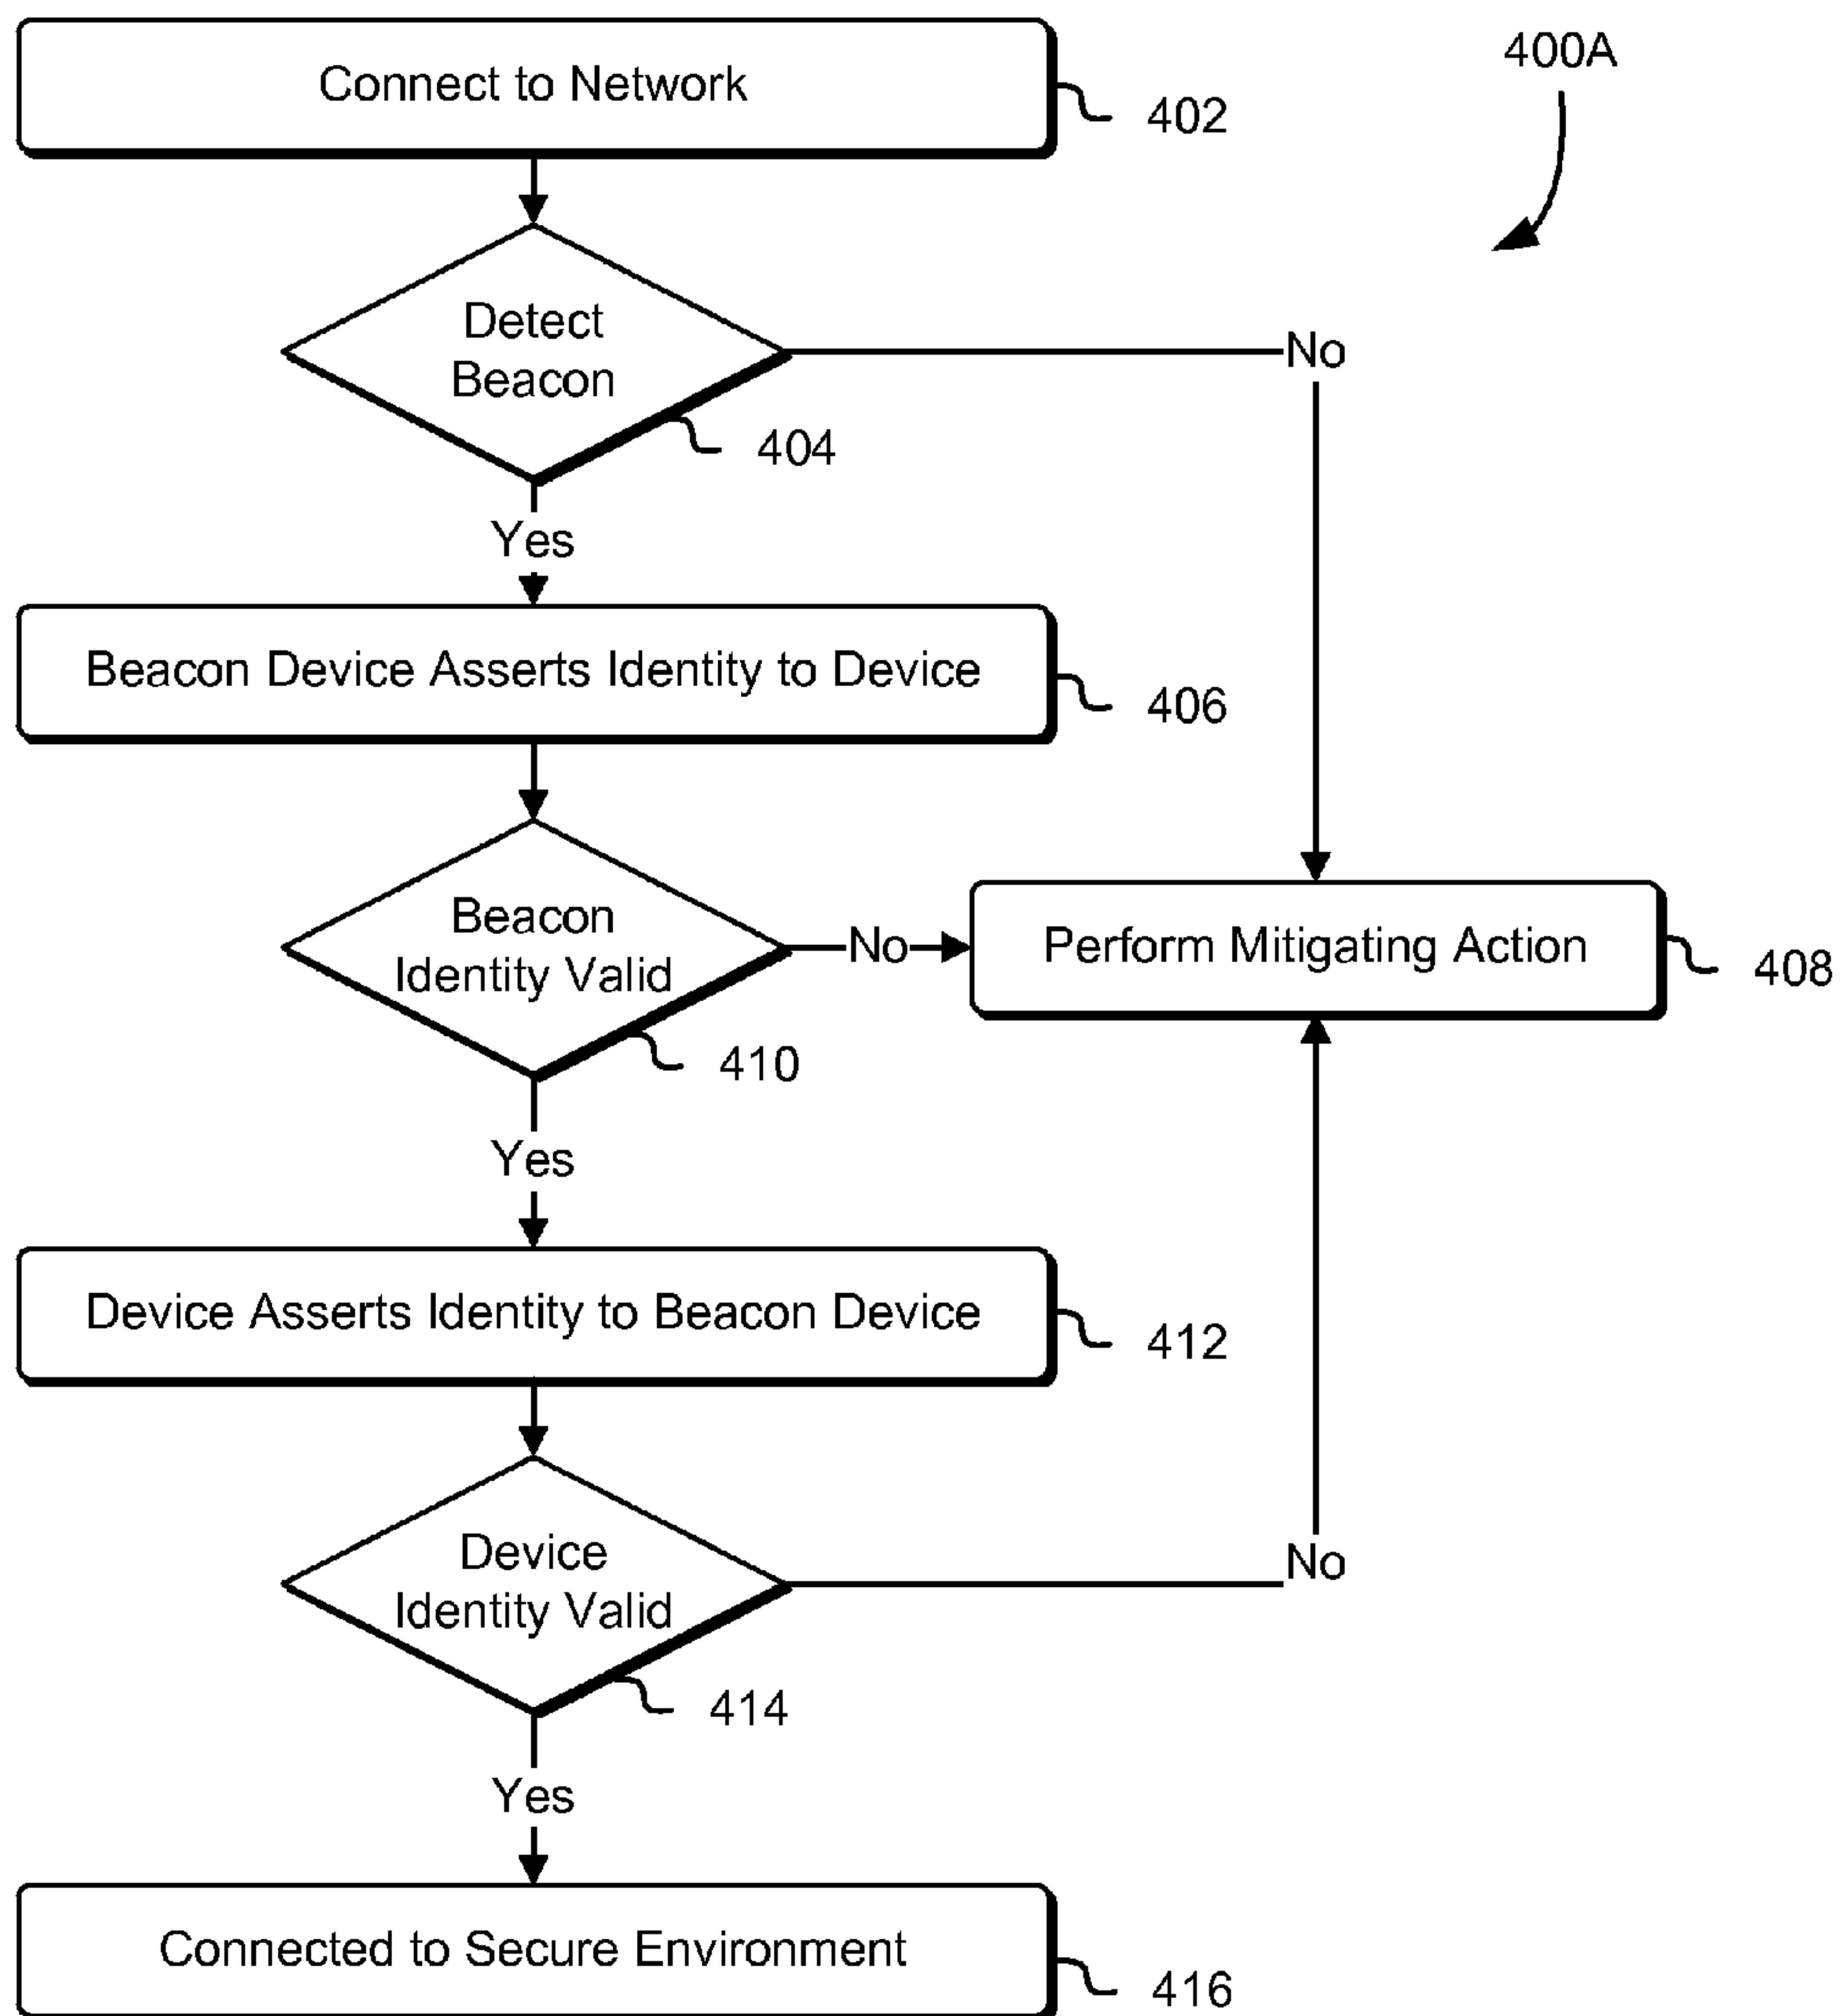 Connect to Network
402
400A
Detect
Beacon
404
No
Yes
Beacon Device Asserts Identity to Device
406
Beacon
Identity Valid
410
No
Perform Mitigating Action
408
Yes
Device Asserts Identity to Beacon Device
412
Device
Identity Valid
414
No
Yes
Connected to Secure Environment
416